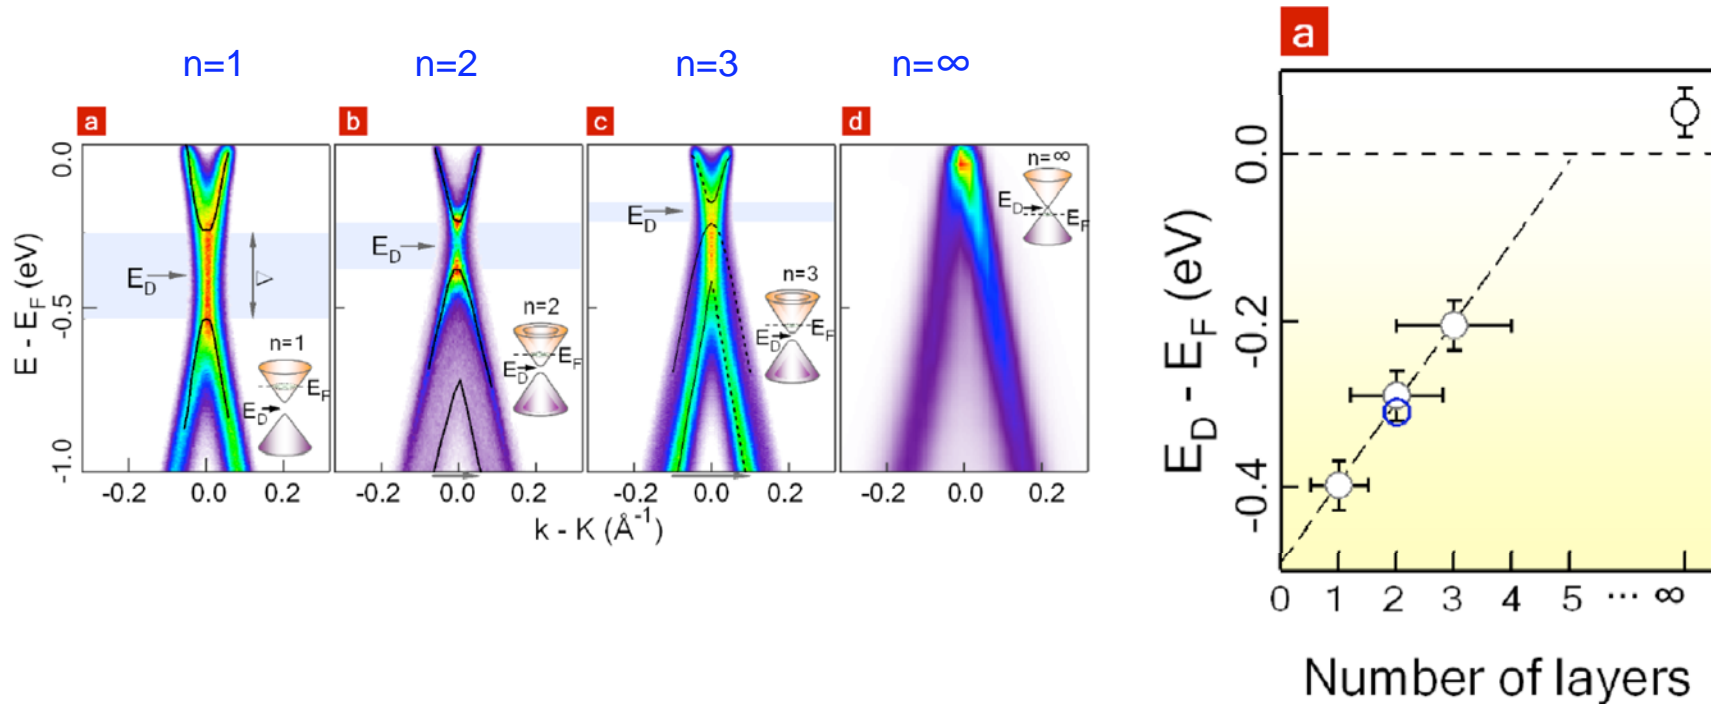 n=1
n=2
n=3
n=∞
a
b
c
d
E - E_F (eV)
0.0
-0.5
-1.0
E_D
Δ
n=1
E_F
E_D
-0.2
0.0
0.2
E_D
n=2
E_F
E_D
-0.2
0.0
0.2
E_D
n=3
E_F
E_D
-0.2
0.0
0.2
n=∞
E_D
E_F
-0.2
0.0
0.2
k - K (Å⁻¹)
a
E_D - E_F (eV)
0.0
-0.2
-0.4
0 1 2 3 4 5 ··· ∞
Number of layers